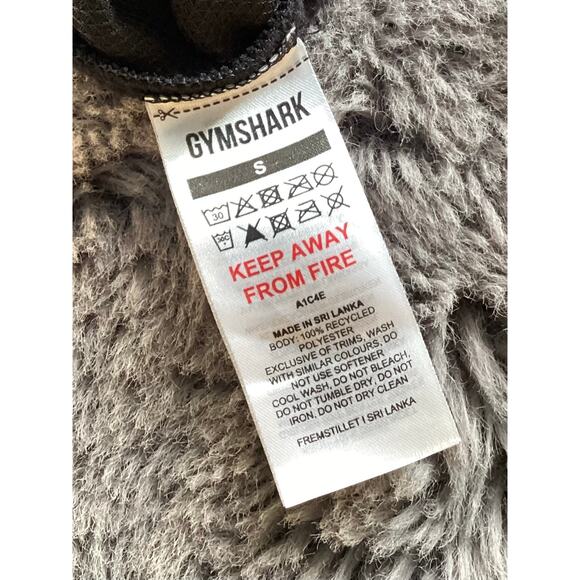 GYMSHARK
S
30
KEEP AWAY
FROM FIRE
A1C4E
MADE IN SRI LANKA
BODY: 100% RECYCLED
POLYESTER
EXCLUSIVE OF TRIMS, WASH
WITH SIMILAR COLOURS, DO
NOT USE SOFTENER
COOL WASH, DO NOT BLEACH,
DO NOT TUMBLE DRY, DO NOT
IRON, DO NOT DRY CLEAN
FREMSTILLET I SRI LANKA